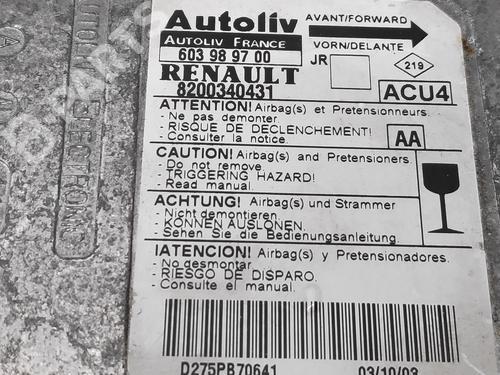 Autoliv
AVANT/FORWARD
AUTOLIV FRANCE
VORN/DELANTE
603 98 97 00
JR
219
RENAULT
8200340431
ACU4
ATTENTION! Airbag(s) et Pretensionneurs.
- Ne pas demonter.
- RISQUE DE DECLENCHEMENT!
- Consulter la notice.
AA
CAUTION! Airbag(s) and Pretensioners
- Do not remove
- TRIGGERING HAZARD!
- Read manual.
ACHTUNG! Airbag(s) und Strammer
- Nicht demontieren.
- KÖNNEN AUSLÖSEN.
- Sehen Sie die Bedienungsanleitung.
!ATENCION! Airbag(s) y Pretensionadores.
- No desmontar
- RIESGO DE DISPARO.
- Consulte el manual.
D275PB70641
03/10/03